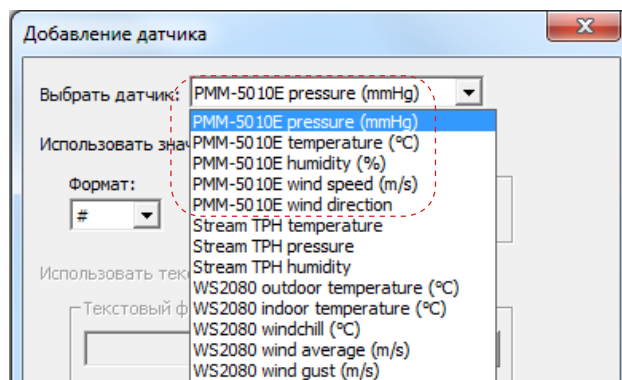 Добавление датчика
Выбрать датчик: PMM-5010E pressure (mmHg)
PMM-5010E pressure (mmHg)
Использовать PMM-5010E temperature (°C)
PMM-5010E humidity (%)
Формат: PMM-5010E wind speed (m/s)
# PMM-5010E wind direction
Stream TPH temperature
Stream TPH pressure
Использовать Stream TPH humidity
WS2080 outdoor temperature (°C)
Текстовый WS2080 indoor temperature (°C)
WS2080 windchill (°C)
WS2080 wind average (m/s)
WS2080 wind gust (m/s)